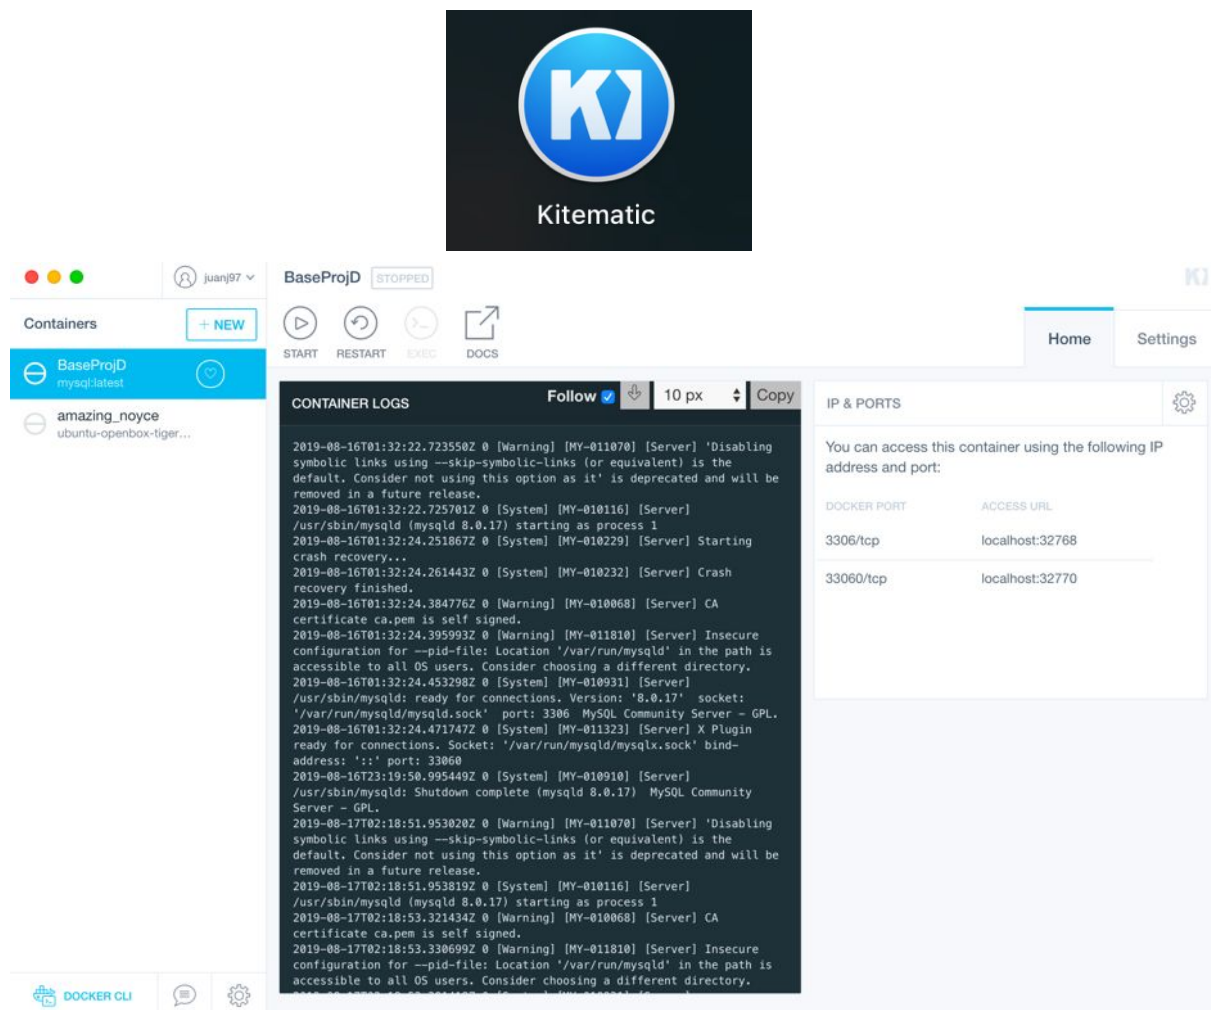 KI
Kitematic
juanj97
BaseProjD STOPPED
KI
Containers
+ NEW
START RESTART EXEC DOCS
Home Settings
BaseProjD
mysql:latest
amazing_noyce
ubuntu-openbox-tiger...
CONTAINER LOGS
Follow
10 px
Copy
2019-08-16T01:32:22.723550Z 0 [Warning] [MY-011070] [Server] 'Disabling
symbolic links using --skip-symbolic-links (or equivalent) is the
default. Consider not using this option as it' is deprecated and will be
removed in a future release.
2019-08-16T01:32:22.725701Z 0 [System] [MY-010116] [Server]
/usr/sbin/mysqld (mysqld 8.0.17) starting as process 1
2019-08-16T01:32:24.251867Z 0 [System] [MY-010229] [Server] Starting
crash recovery...
2019-08-16T01:32:24.261443Z 0 [System] [MY-010232] [Server] Crash
recovery finished.
2019-08-16T01:32:24.384776Z 0 [Warning] [MY-010068] [Server] CA
certificate ca.pem is self signed.
2019-08-16T01:32:24.395993Z 0 [Warning] [MY-011810] [Server] Insecure
configuration for --pid-file: Location '/var/run/mysqld' in the path is
accessible to all OS users. Consider choosing a different directory.
2019-08-16T01:32:24.453298Z 0 [System] [MY-010931] [Server]
/usr/sbin/mysqld: ready for connections. Version: '8.0.17'  socket:
'/var/run/mysqld/mysqld.sock'  port: 3306  MySQL Community Server - GPL.
2019-08-16T01:32:24.471747Z 0 [System] [MY-011323] [Server] X Plugin
ready for connections. Socket: '/var/run/mysqld/mysqlx.sock' bind-
address: '::' port: 33060
2019-08-16T23:19:50.995449Z 0 [System] [MY-010910] [Server]
/usr/sbin/mysqld: Shutdown complete (mysqld 8.0.17)  MySQL Community
Server - GPL.
2019-08-17T02:18:51.953020Z 0 [Warning] [MY-011070] [Server] 'Disabling
symbolic links using --skip-symbolic-links (or equivalent) is the
default. Consider not using this option as it' is deprecated and will be
removed in a future release.
2019-08-17T02:18:51.953819Z 0 [System] [MY-010116] [Server]
/usr/sbin/mysqld (mysqld 8.0.17) starting as process 1
2019-08-17T02:18:53.321434Z 0 [Warning] [MY-010068] [Server] CA
certificate ca.pem is self signed.
2019-08-17T02:18:53.330699Z 0 [Warning] [MY-011810] [Server] Insecure
configuration for --pid-file: Location '/var/run/mysqld' in the path is
accessible to all OS users. Consider choosing a different directory.
IP & PORTS
You can access this container using the following IP
address and port:
DOCKER PORT ACCESS URL
3306/tcp localhost:32768
33060/tcp localhost:32770
DOCKER CLI